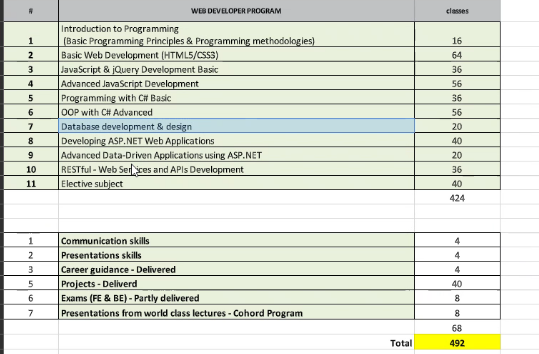 # WEB DEVELOPER PROGRAM classes
Introduction to Programming
1 (Basic Programming Principles & Programming methodologies) 16
2 Basic Web Development (HTML5/CSS3) 64
3 JavaScript & jQuery Development Basic 36
4 Advanced JavaScript Development 56
5 Programming with C# Basic 36
6 OOP with C# Advanced 56
7 Database development & design 20
8 Developing ASP.NET Web Applications 40
9 Advanced Data-Driven Applications using ASP.NET 20
10 RESTful - Web Services and APIs Development 36
11 Elective subject 40
424
1 Communication skills 4
2 Presentations skills 4
3 Career guidance - Delivered 4
5 Projects - Deliverd 40
6 Exams (FE & BE) - Partly delivered 8
7 Presentations from world class lectures - Cohord Program 8
68
Total 492